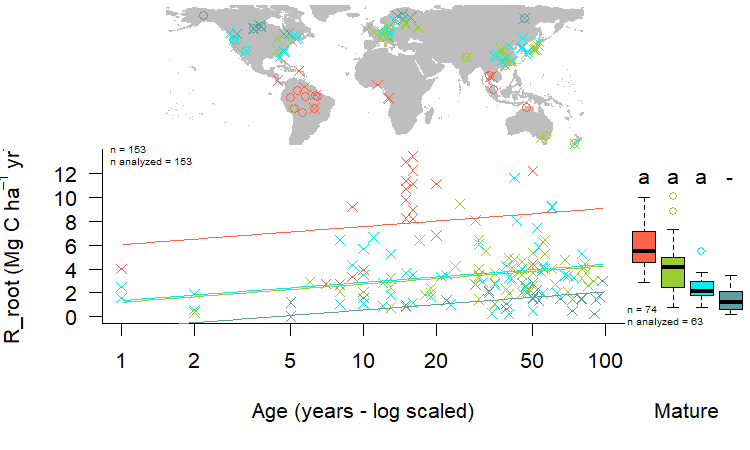 n = 153
n analyzed = 153
R_root (Mg C ha⁻¹ yr
12
10
8
6
4
2
0
1
2
5
10
20
50
100
Age (years - log scaled)
a a a -
n = 74
n analyzed = 63
Mature